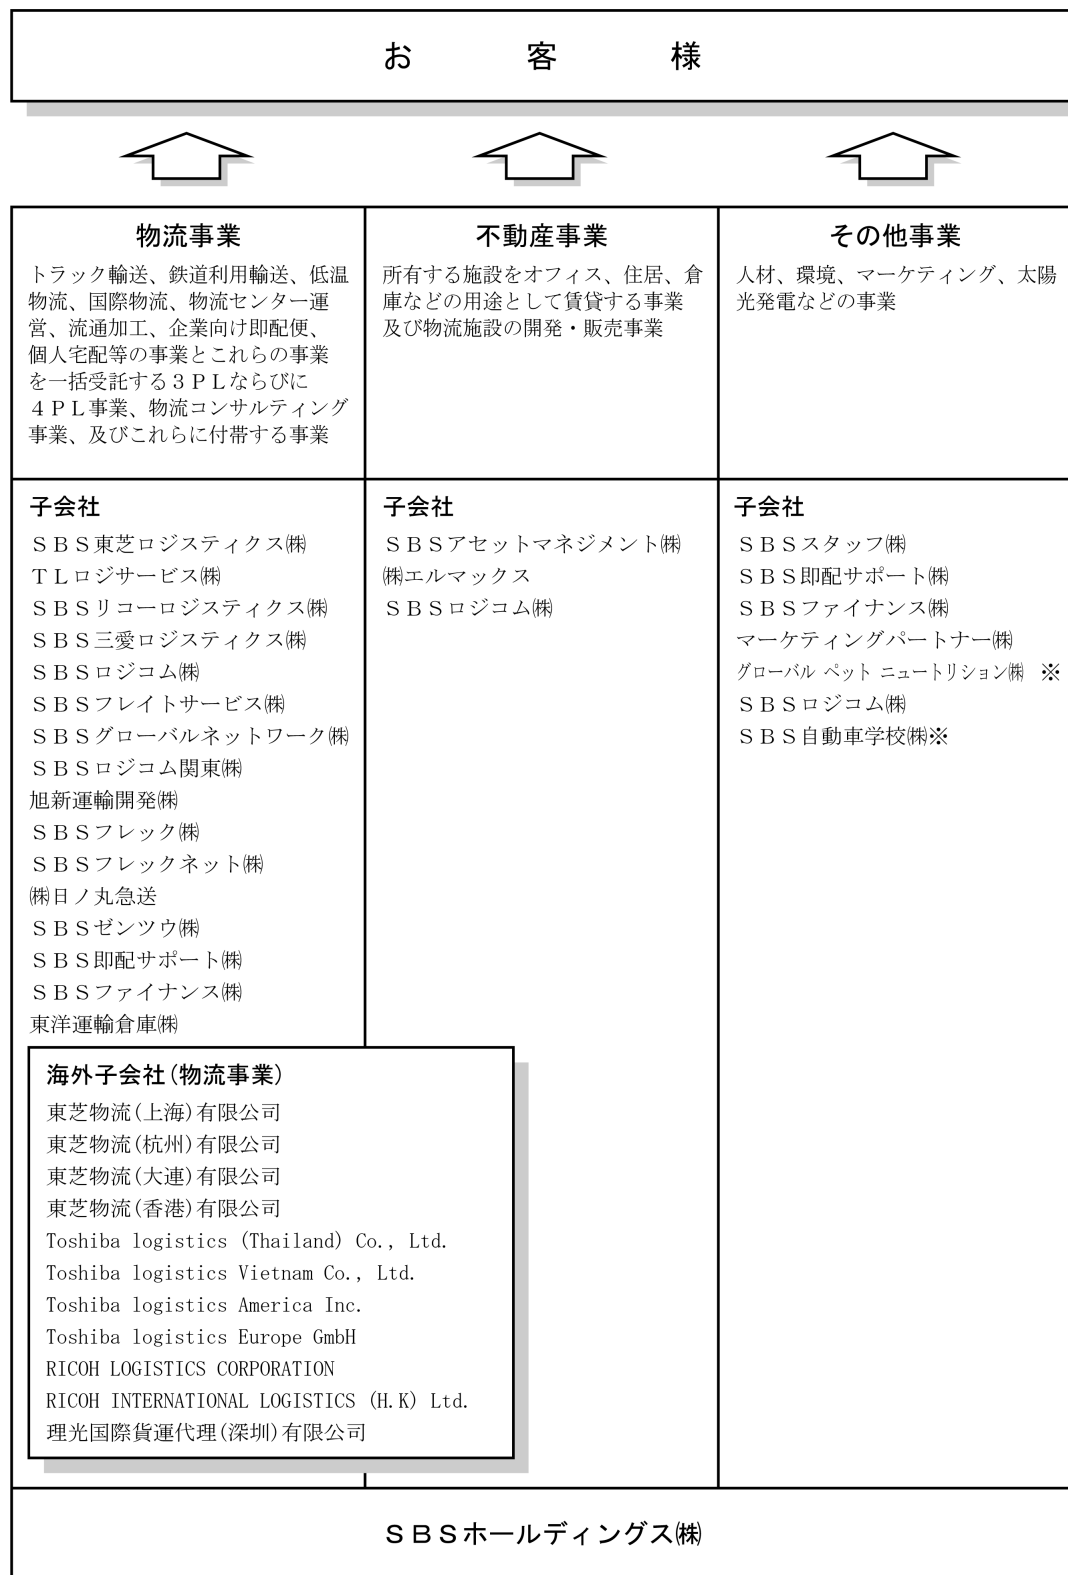 お客様
物流事業
トラック輸送、鉄道利用輸送、低温
物流、国際物流、物流センター運
営、流通加工、企業向け即配便、
個人宅配等の事業とこれらの事業
を一括受託する３ＰＬならびに
４ＰＬ事業、物流コンサルティング
事業、及びこれらに付帯する事業
不動産事業
所有する施設をオフィス、住居、倉
庫などの用途として賃貸する事業
及び物流施設の開発・販売事業
その他事業
人材、環境、マーケティング、太陽
光発電などの事業
子会社
ＳＢＳ東芝ロジスティクス㈱
ＴＬロジサービス㈱
ＳＢＳリコーロジスティクス㈱
ＳＢＳ三愛ロジスティクス㈱
ＳＢＳロジコム㈱
ＳＢＳフレイトサービス㈱
ＳＢＳグローバルネットワーク㈱
ＳＢＳロジコム関東㈱
旭新運輸開発㈱
ＳＢＳフレック㈱
ＳＢＳフレックネット㈱
㈱日ノ丸急送
ＳＢＳゼンツウ㈱
ＳＢＳ即配サポート㈱
ＳＢＳファイナンス㈱
東洋運輸倉庫㈱
海外子会社(物流事業)
東芝物流(上海)有限公司
東芝物流(杭州)有限公司
東芝物流(大連)有限公司
東芝物流(香港)有限公司
Toshiba logistics (Thailand) Co., Ltd.
Toshiba logistics Vietnam Co., Ltd.
Toshiba logistics America Inc.
Toshiba logistics Europe GmbH
RICOH LOGISTICS CORPORATION
RICOH INTERNATIONAL LOGISTICS (H.K) Ltd.
理光国際貨運代理(深圳)有限公司
子会社
ＳＢＳアセットマネジメント㈱
㈱エルマックス
ＳＢＳロジコム㈱
子会社
ＳＢＳスタッフ㈱
ＳＢＳ即配サポート㈱
ＳＢＳファイナンス㈱
マーケティングパートナー㈱
グローバル ペット ニュートリション㈱ ※
ＳＢＳロジコム㈱
ＳＢＳ自動車学校㈱※
ＳＢＳホールディングス㈱